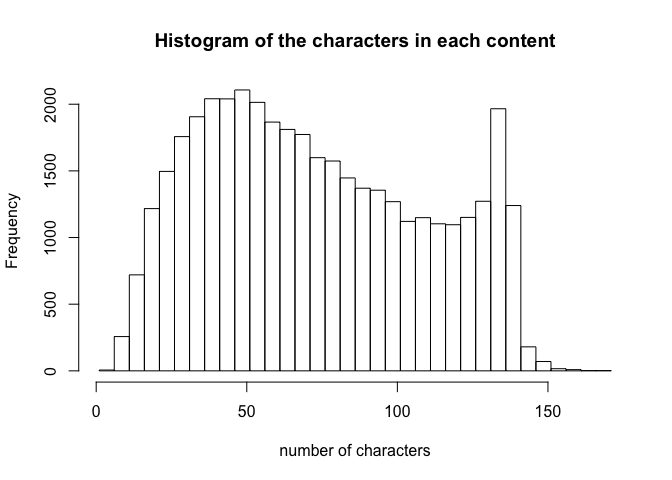 Histogram of the characters in each content
Frequency
2000
1500
1000
500
0
0 50 100 150
number of characters